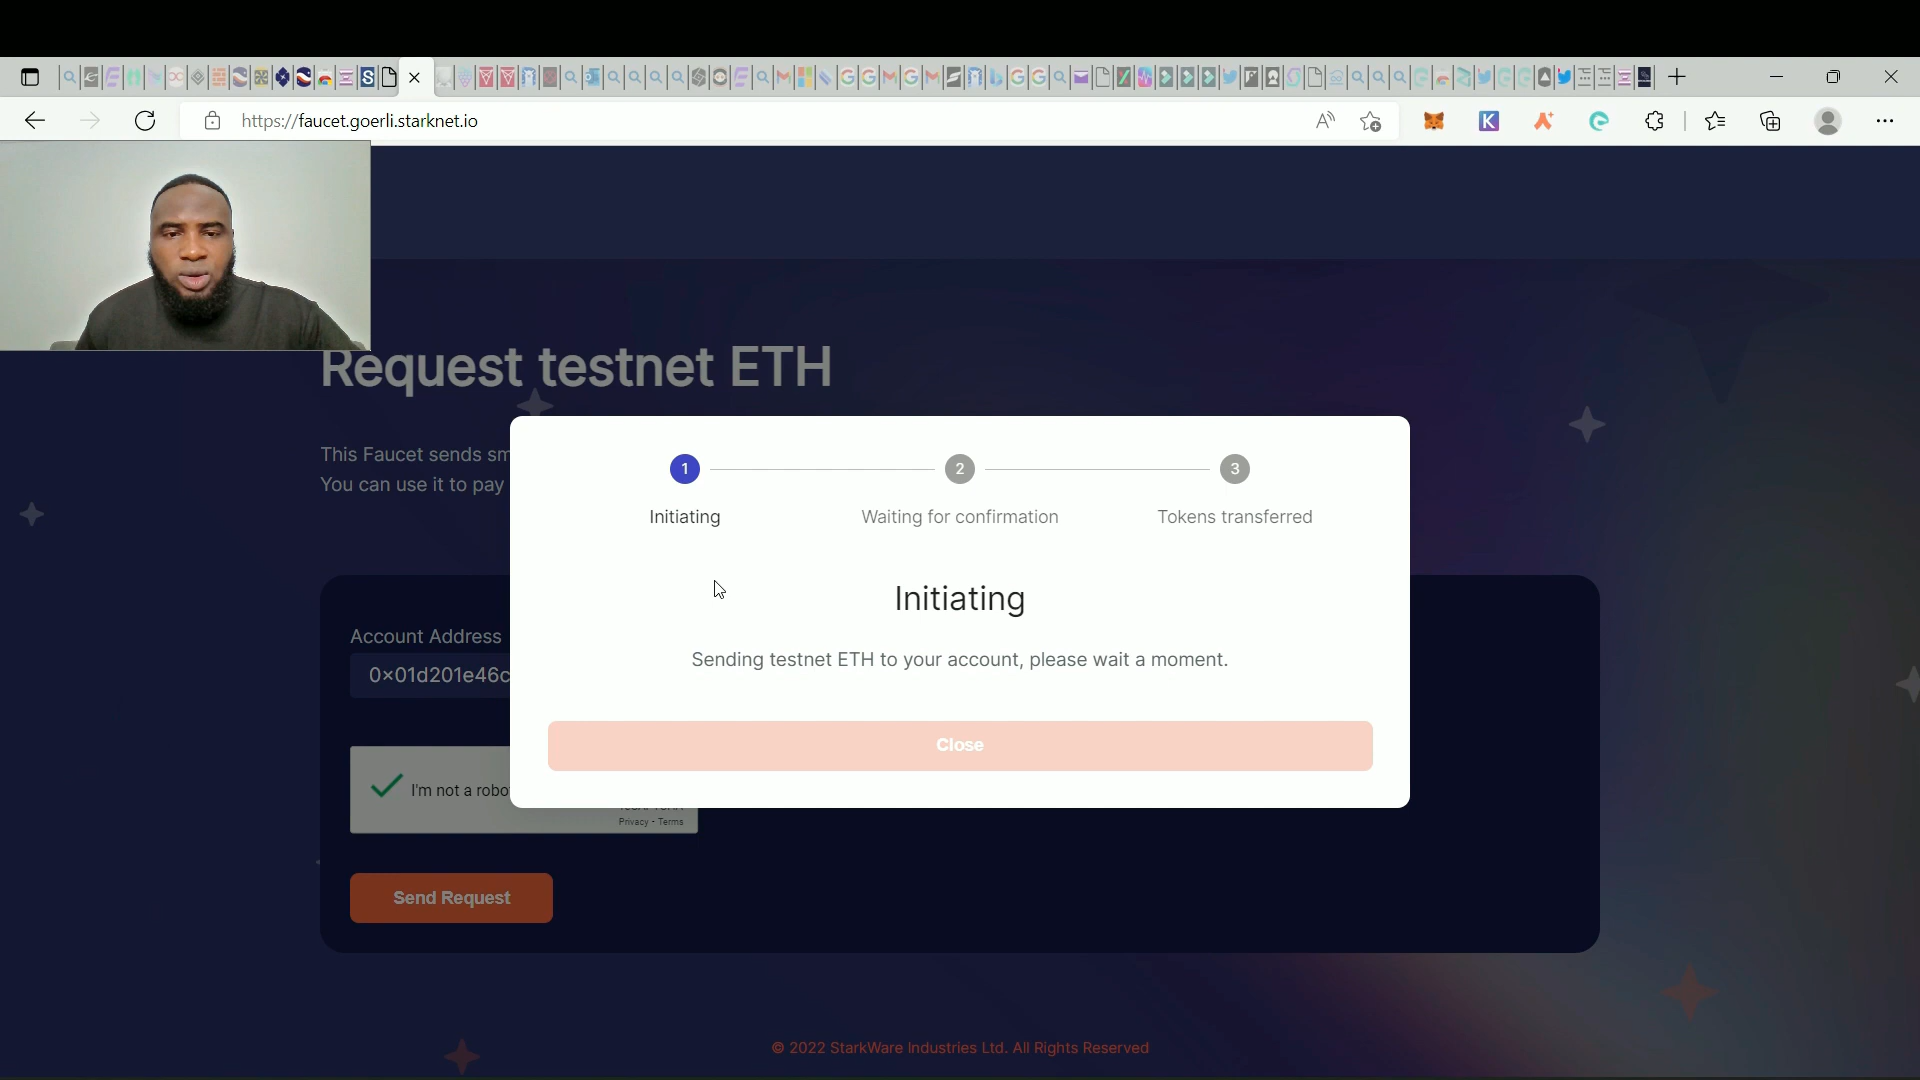 https://faucet.goerli.starknet.io
Request testnet ETH
This Faucet sends sm
You can use it to pay
1
2
3
Initiating
Waiting for confirmation
Tokens transferred
Initiating
Sending testnet ETH to your account, please wait a moment.
Close
Account Address
0x01d201e46c
I'm not a robo
Privacy - Terms
Send Request
© 2022 StarkWare Industries Ltd. All Rights Reserved